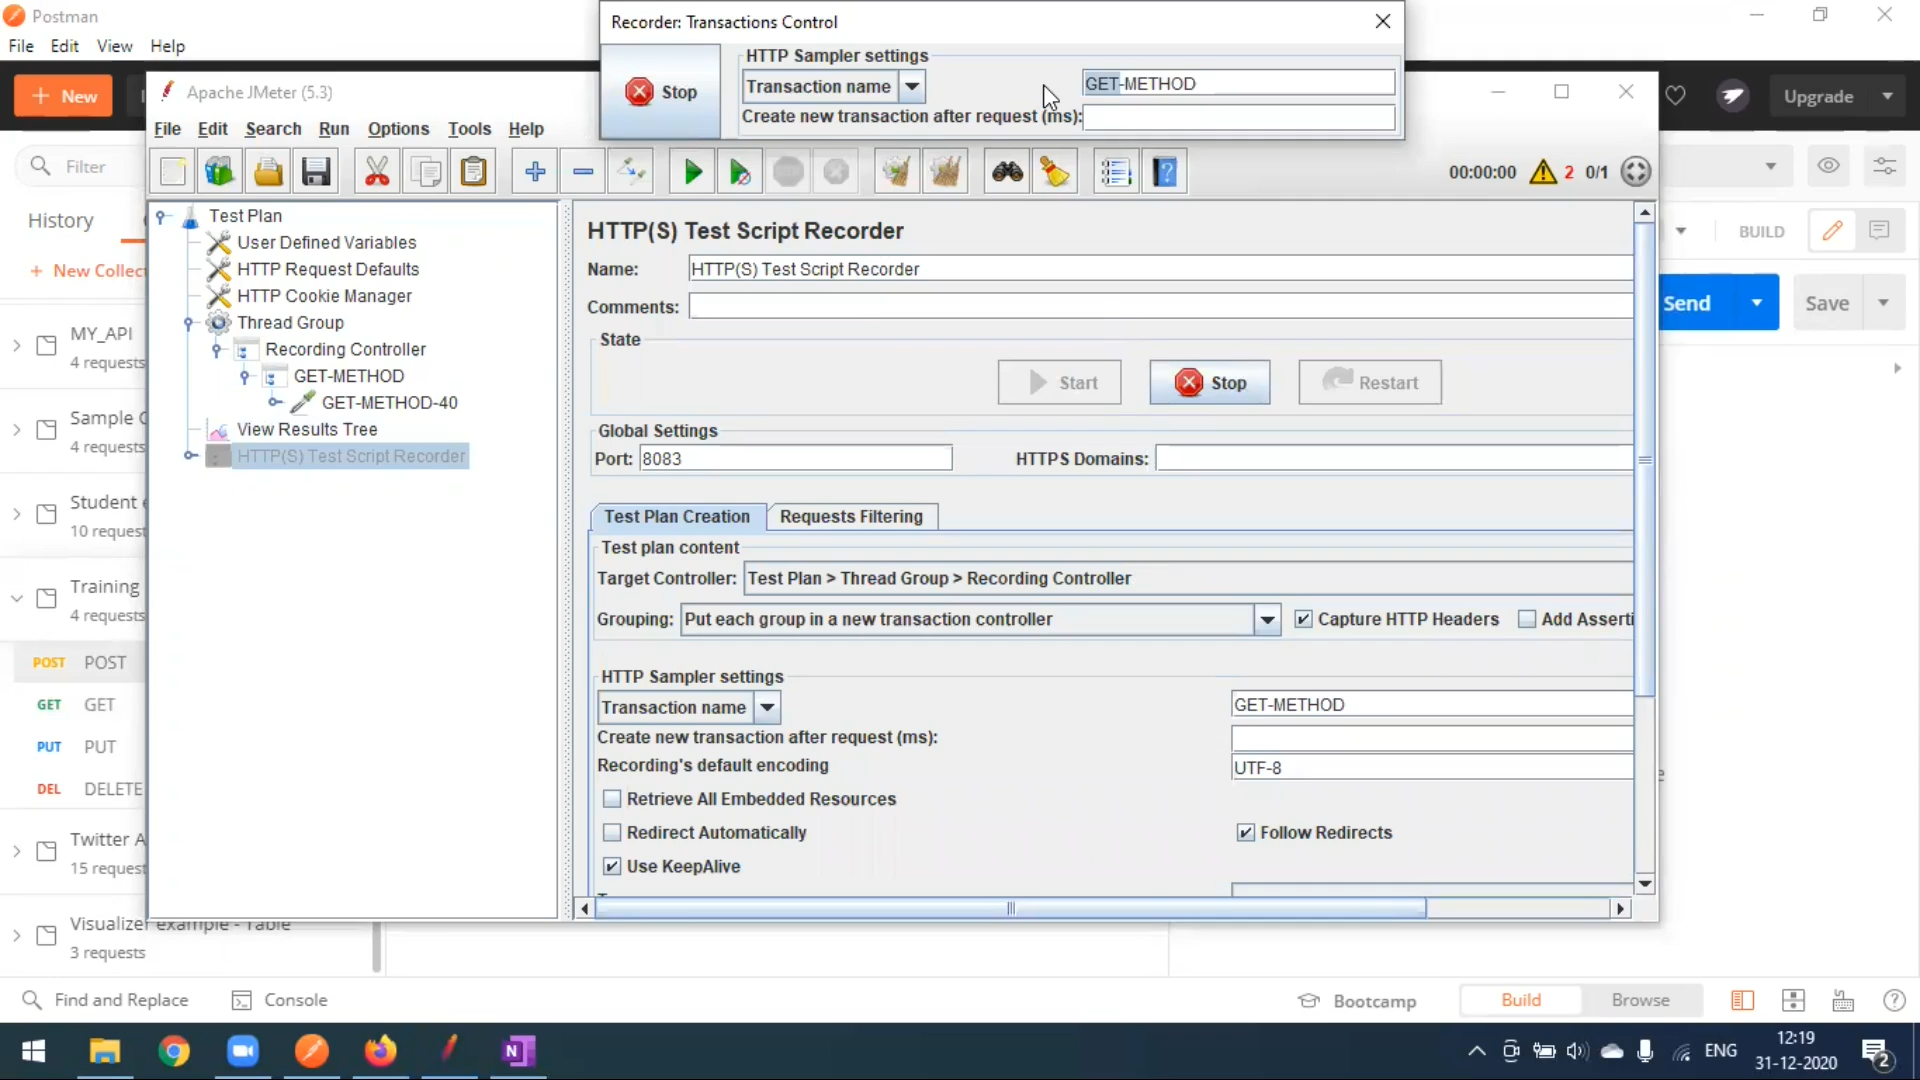 Postman
File Edit View Help
New
Upgrade
Recorder: Transactions Control
Stop
HTTP Sampler settings
Transaction name
GET-METHOD
Create new transaction after request (ms):
Apache JMeter (5.3)
File Edit Search Run Options Tools Help
00:00:00 2 0/1
Filter
History
New Collec
BUILD
Send
Save
MY_API
4 requests
Sample C
4 requests
Student e
10 requests
Training
4 requests
POST POST
GET GET
PUT PUT
DEL DELETE
Twitter A
15 request
Visualizer example - Table
3 requests
Test Plan
User Defined Variables
HTTP Request Defaults
HTTP Cookie Manager
Thread Group
Recording Controller
GET-METHOD
GET-METHOD-40
View Results Tree
HTTP(S) Test Script Recorder
HTTP(S) Test Script Recorder
Name: HTTP(S) Test Script Recorder
Comments:
State
Start Stop Restart
Global Settings
Port: 8083 HTTPS Domains:
Test Plan Creation Requests Filtering
Test plan content
Target Controller: Test Plan > Thread Group > Recording Controller
Grouping: Put each group in a new transaction controller Capture HTTP Headers Add Asserti
HTTP Sampler settings
Transaction name GET-METHOD
Create new transaction after request (ms):
Recording's default encoding UTF-8
Retrieve All Embedded Resources
Redirect Automatically Follow Redirects
Use KeepAlive
Find and Replace Console
Bootcamp Build Browse
ENG
12:19
31-12-2020
2